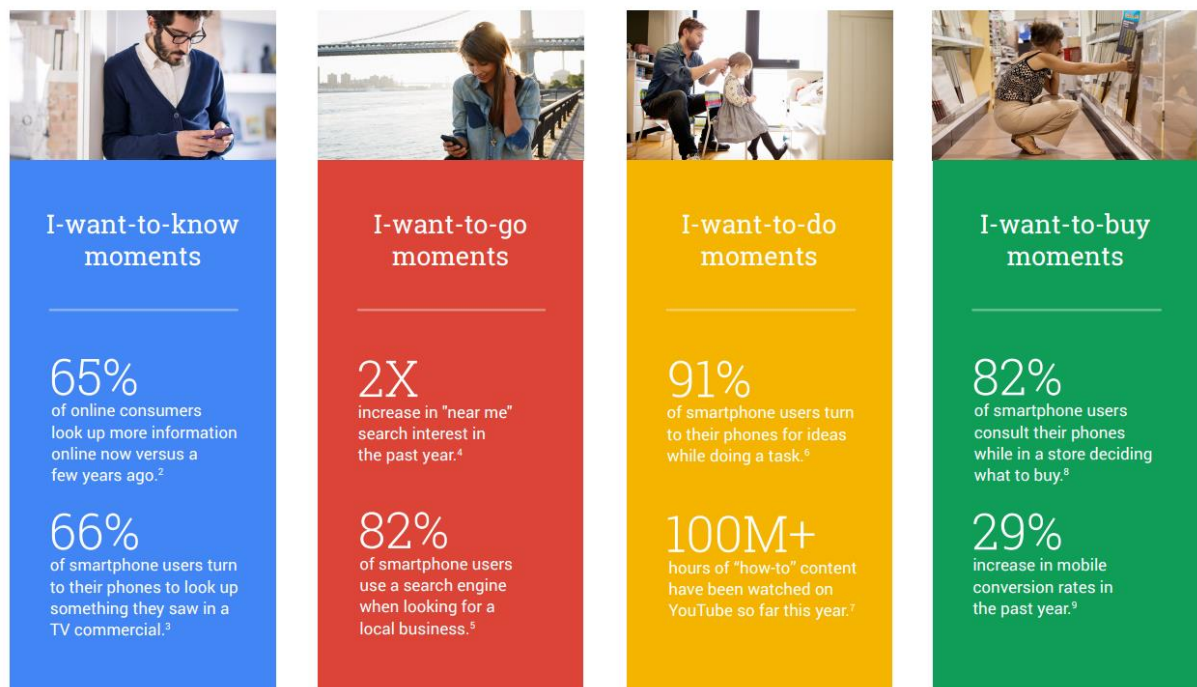 I-want-to-know
moments
65%
of online consumers
look up more information
online now versus a
few years ago.²
66%
of smartphone users turn
to their phones to look up
something they saw in a
TV commercial.³
I-want-to-go
moments
2X
increase in "near me"
search interest in
the past year.⁴
82%
of smartphone users
use a search engine
when looking for a
local business.⁵
I-want-to-do
moments
91%
of smartphone users turn
to their phones for ideas
while doing a task.⁶
100M+
hours of “how-to” content
have been watched on
YouTube so far this year.⁷
I-want-to-buy
moments
82%
of smartphone users
consult their phones
while in a store deciding
what to buy.⁸
29%
increase in mobile
conversion rates in
the past year.⁹